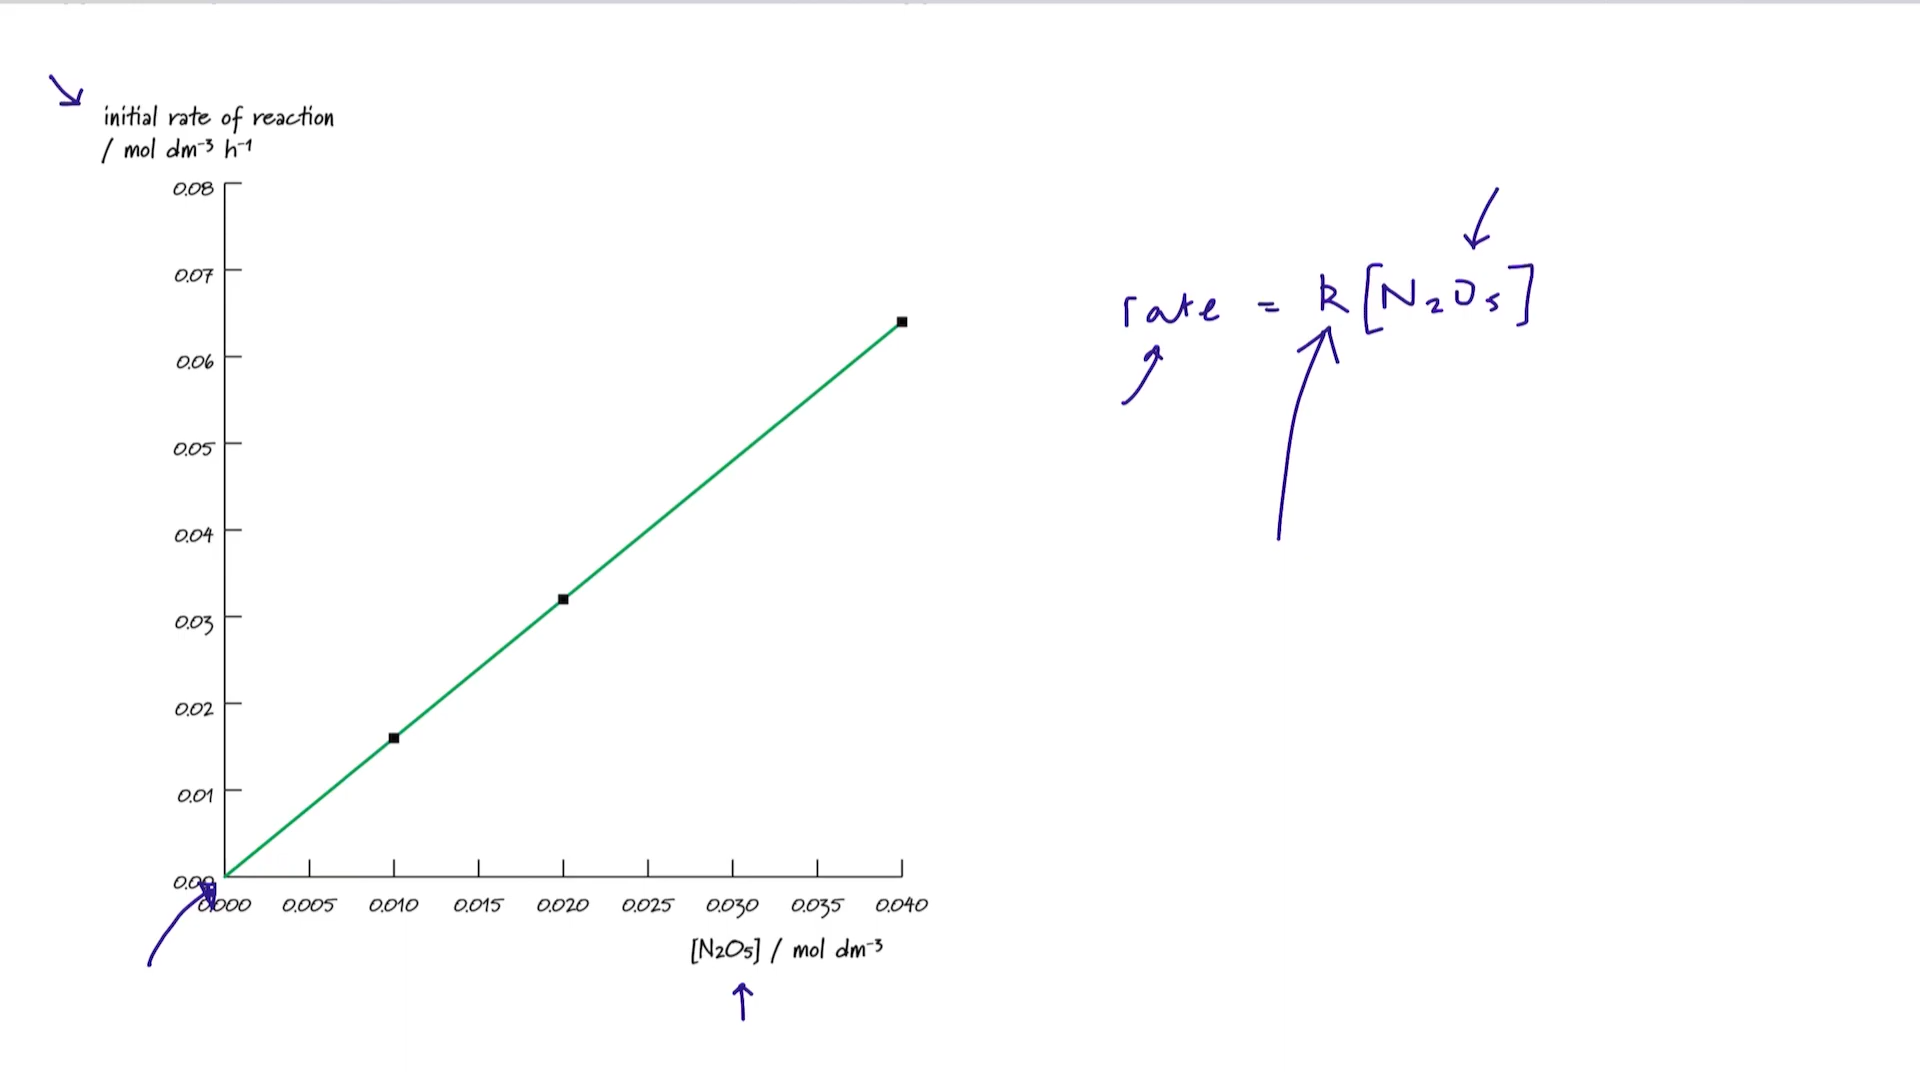 initial rate of reaction
/ mol dm⁻³ h⁻¹
0.08
0.07
0.06
0.05
0.04
0.03
0.02
0.01
0.00
0.000 0.005 0.010 0.015 0.020 0.025 0.030 0.035 0.040
[N₂O₅] / mol dm⁻³
rate = k[N₂O₅]